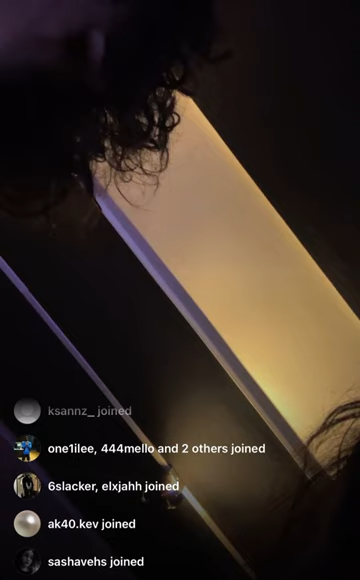 ksannz_ joined
one1ilee, 444mello and 2 others joined
6slacker, elxjahh joined
ak40.kev joined
sashavehs joined